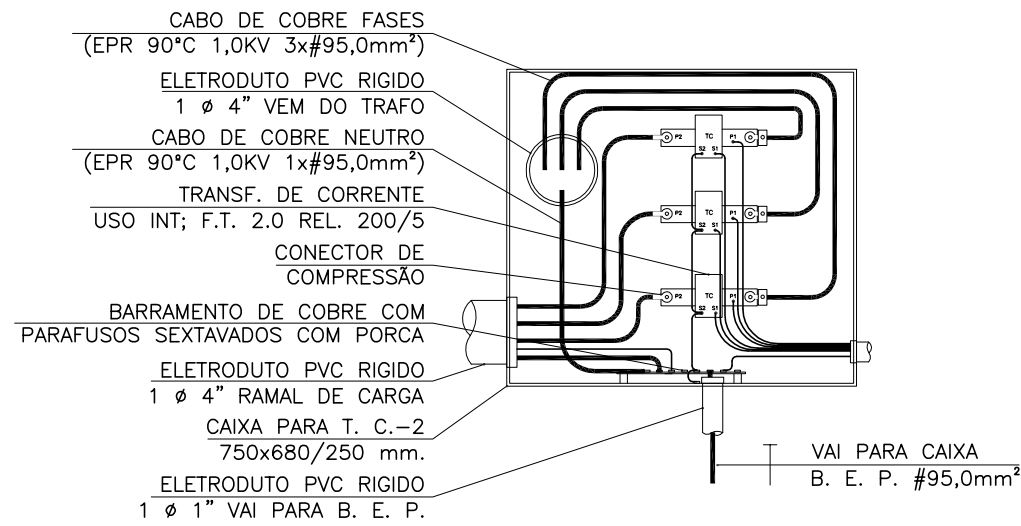 CABO DE COBRE FASES
(EPR 90°C 1,0KV 3x#95,0mm²)
ELETRODUTO PVC RIGIDO
1 ø 4" VEM DO TRAFO
CABO DE COBRE NEUTRO
(EPR 90°C 1,0KV 1x#95,0mm²)
TRANSF. DE CORRENTE
USO INT; F.T. 2.0 REL. 200/5
CONECTOR DE
COMPRESSÃO
BARRAMENTO DE COBRE COM
PARAFUSOS SEXTAVADOS COM PORCA
ELETRODUTO PVC RIGIDO
1 ø 4" RAMAL DE CARGA
CAIXA PARA T. C.-2
750x680/250 mm.
ELETRODUTO PVC RIGIDO
1 ø 1" VAI PARA B. E. P.
P2 TC P1
S2 S1
P2 TC P1
S2 S1
P2 TC P1
S2 S1
VAI PARA CAIXA
B. E. P. #95,0mm²